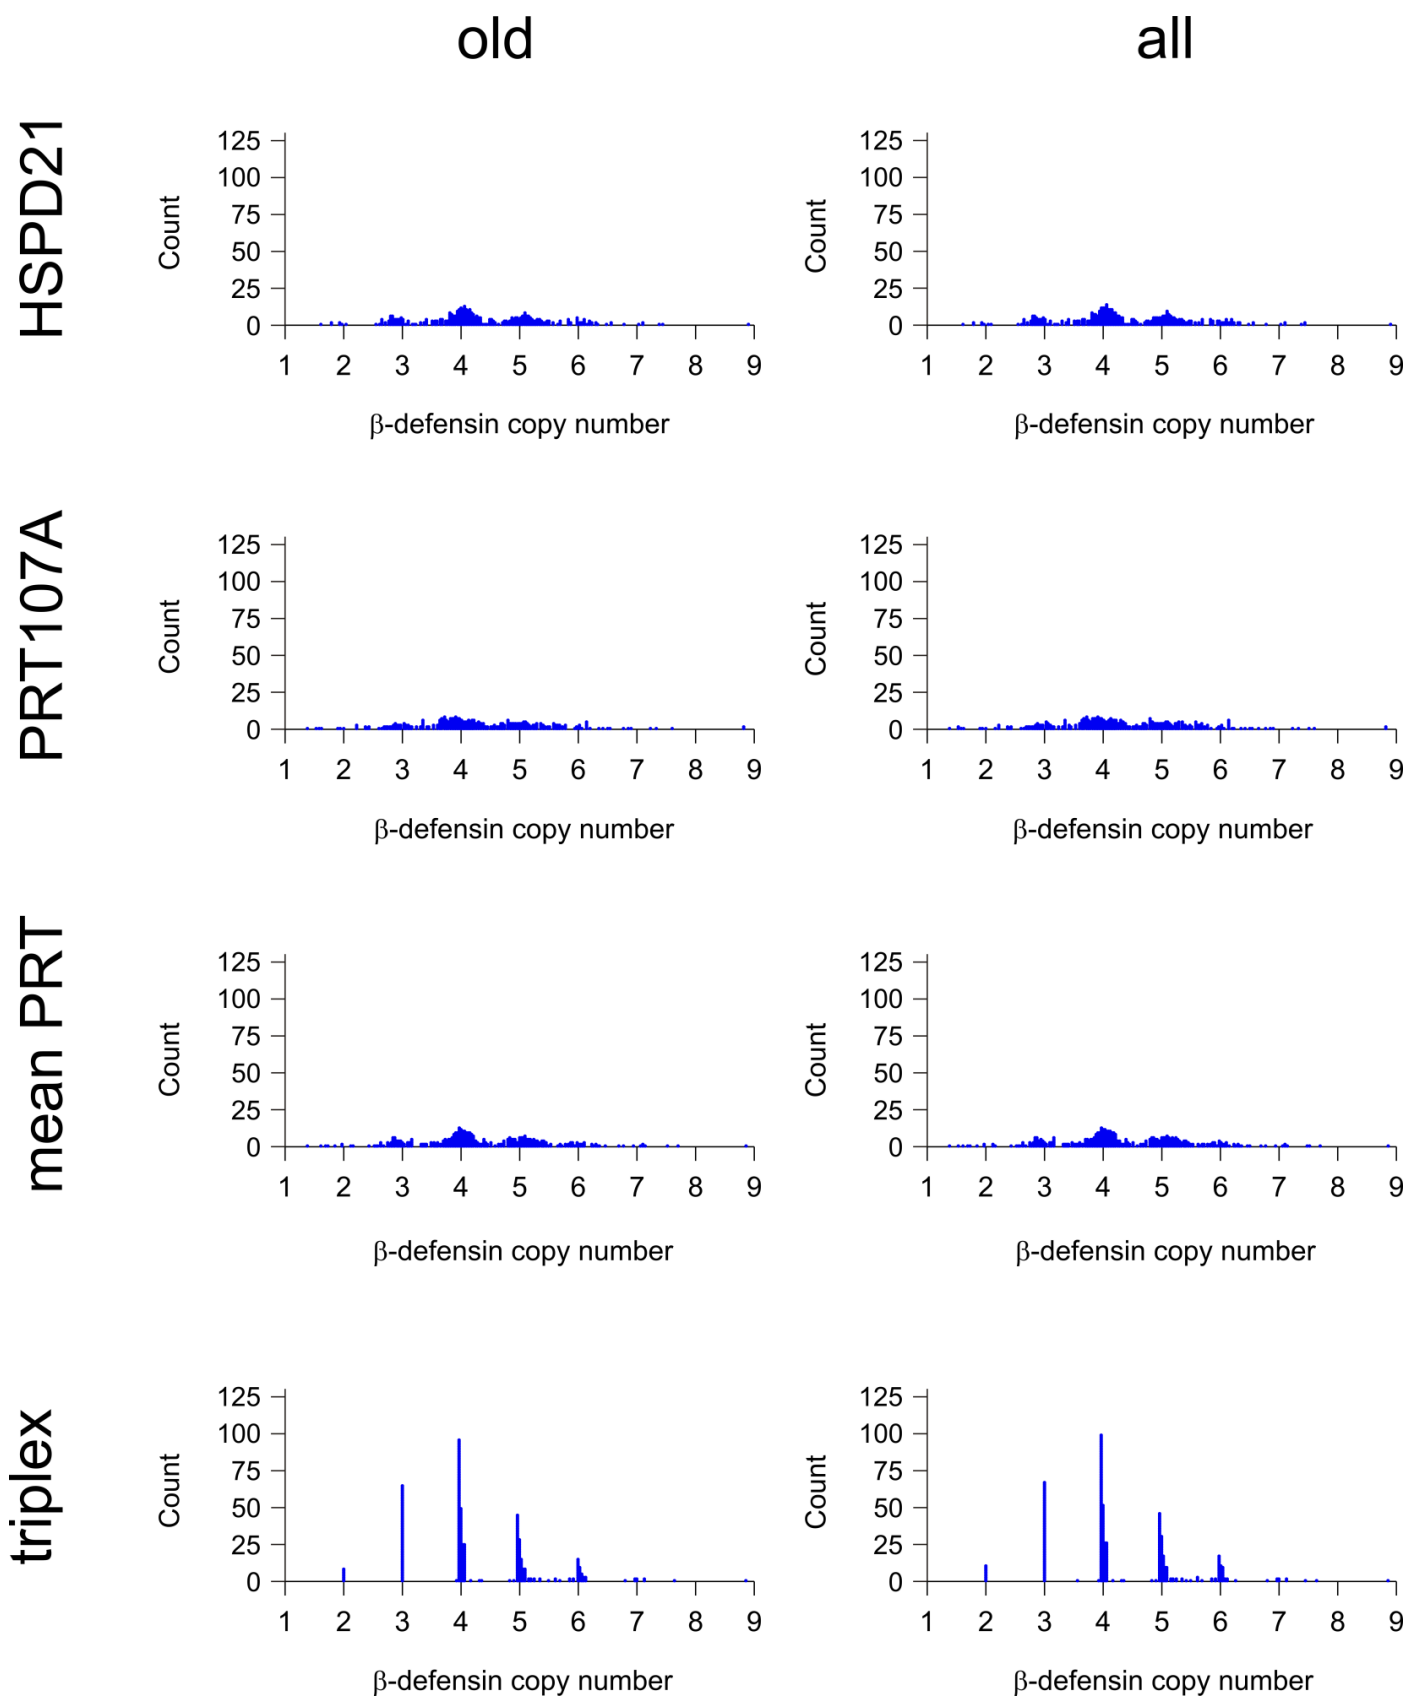 old all
HSPD21
125 125
100 100
75 75
50 50
25 25
0 0
Count Count
1 2 3 4 5 6 7 8 9 1 2 3 4 5 6 7 8 9
β-defensin copy number β-defensin copy number
PRT107A
125 125
100 100
75 75
50 50
25 25
0 0
Count Count
1 2 3 4 5 6 7 8 9 1 2 3 4 5 6 7 8 9
β-defensin copy number β-defensin copy number
mean PRT
125 125
100 100
75 75
50 50
25 25
0 0
Count Count
1 2 3 4 5 6 7 8 9 1 2 3 4 5 6 7 8 9
β-defensin copy number β-defensin copy number
triplex
125 125
100 100
75 75
50 50
25 25
0 0
Count Count
1 2 3 4 5 6 7 8 9 1 2 3 4 5 6 7 8 9
β-defensin copy number β-defensin copy number